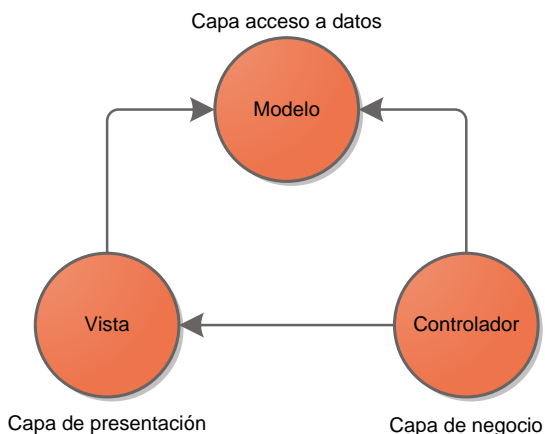 Capa acceso a datos
Modelo
Vista
Controlador
Capa de presentación
Capa de negocio